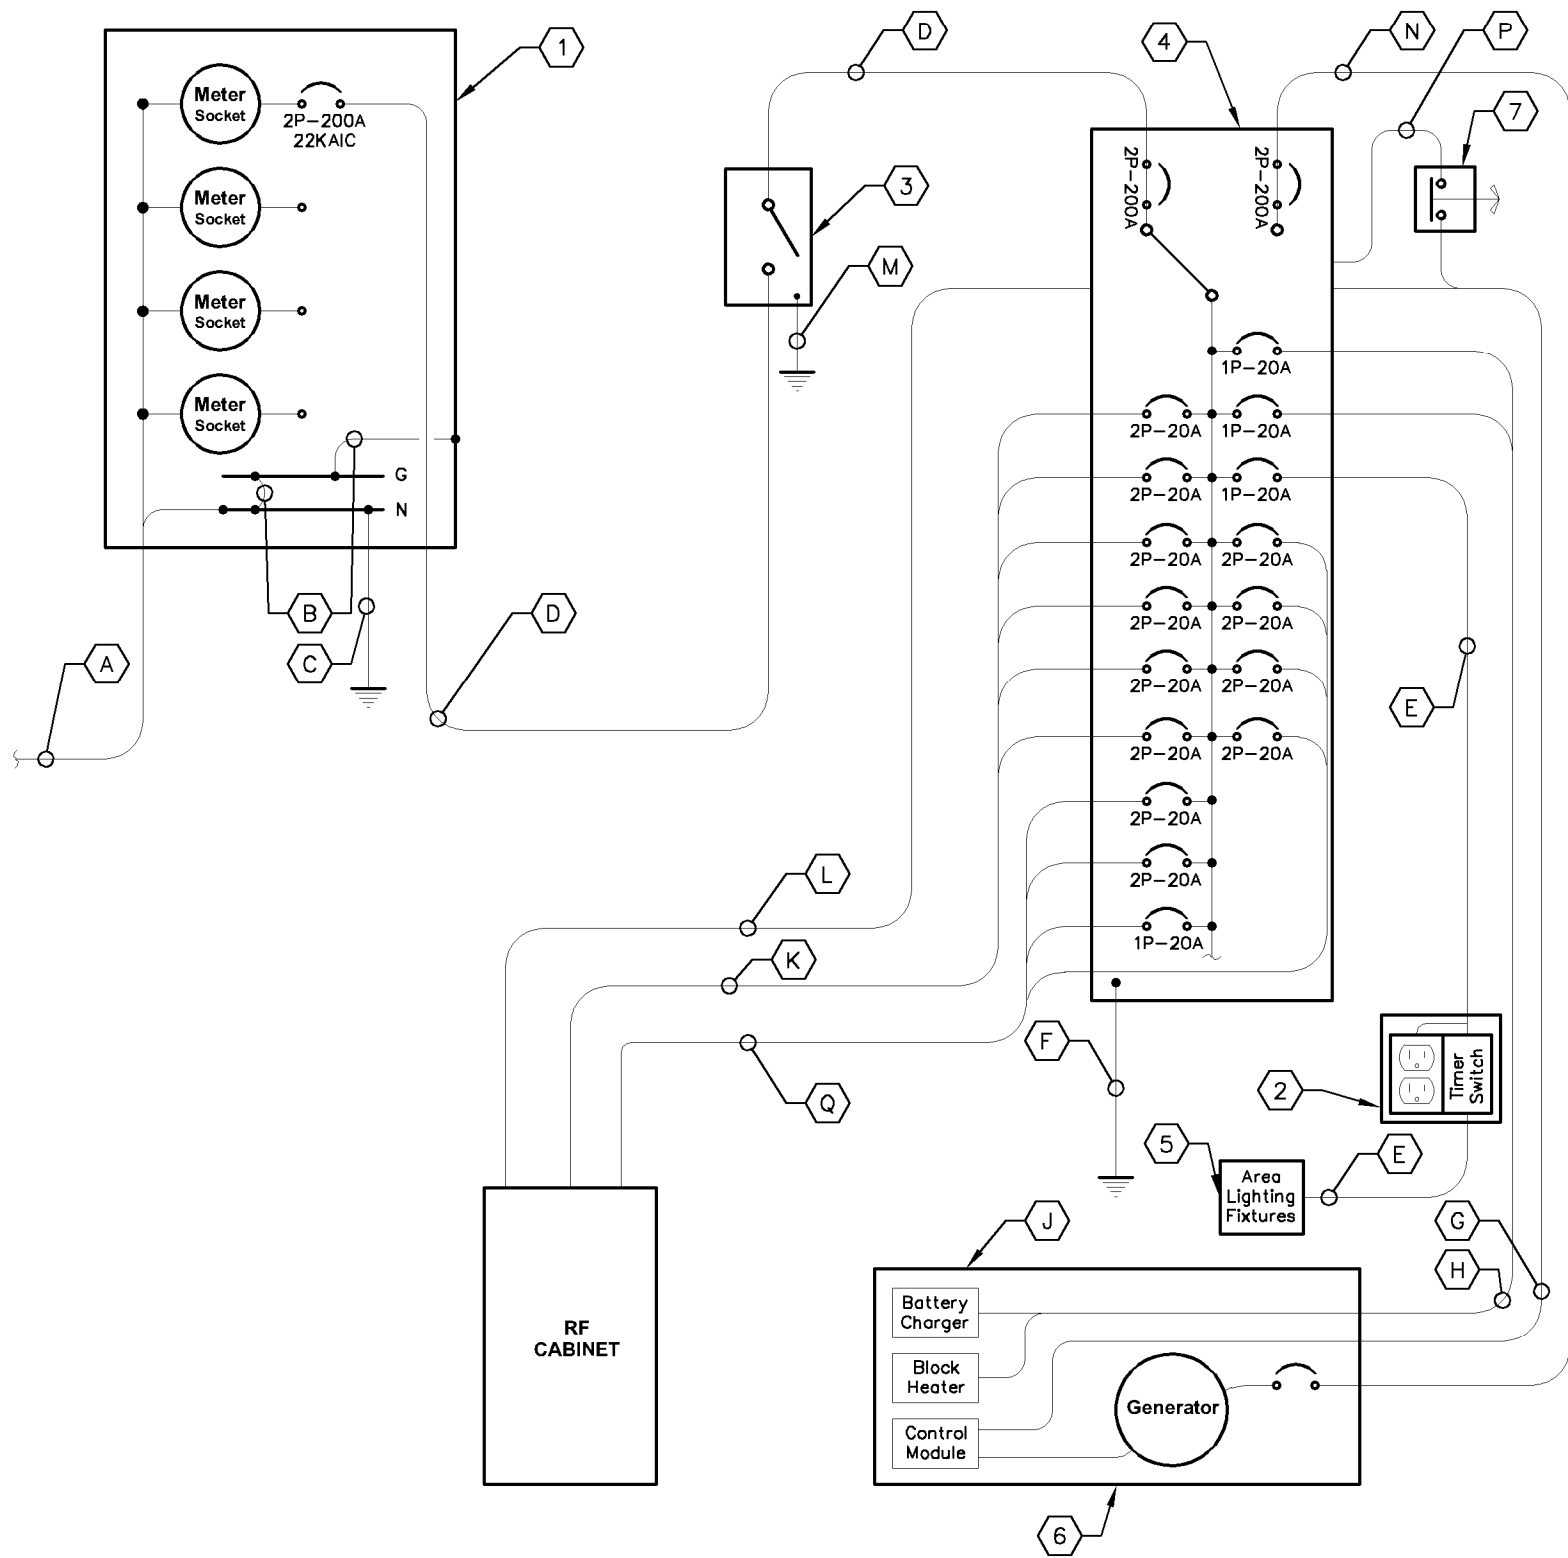 1
D
4
N
P
7
Meter
Socket
2P-200A
22KAIC
2P-200A
2P-200A
3
Meter
Socket
M
Meter
Socket
1P-20A
Meter
Socket
2P-20A
1P-20A
G
2P-20A
1P-20A
N
2P-20A
2P-20A
B
D
2P-20A
2P-20A
C
A
2P-20A
2P-20A
E
2P-20A
2P-20A
2P-20A
L
2P-20A
K
1P-20A
F
Q
2
Timer
Switch
5
E
Area
Lighting
Fixtures
J
G
H
Battery
Charger
RF
CABINET
Block
Heater
Generator
Control
Module
6